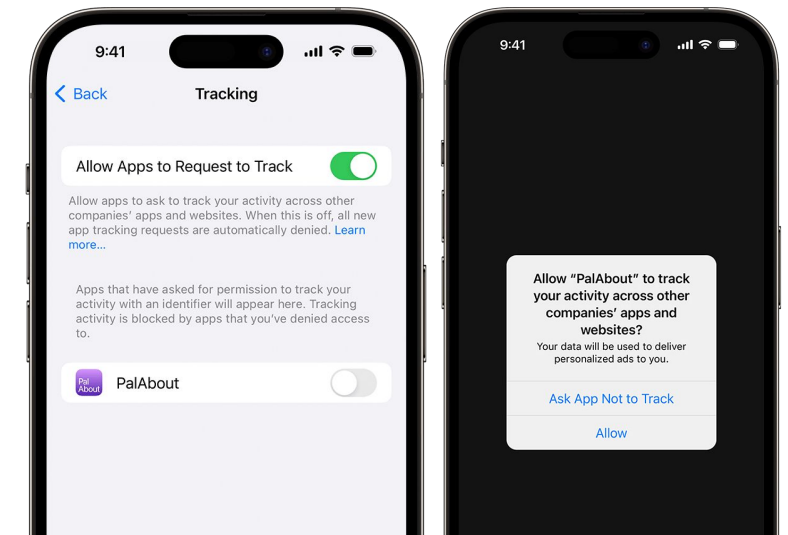 9:41
Back
Tracking
Allow Apps to Request to Track
Allow apps to ask to track your activity across other
companies’ apps and websites. When this is off, all new
app tracking requests are automatically denied. Learn
more...
Apps that have asked for permission to track your
activity with an identifier will appear here. Tracking
activity is blocked by apps that you’ve denied access
to.
Pal
About
PalAbout
9:41
Allow “PalAbout” to track
your activity across other
companies’ apps and
websites?
Your data will be used to deliver
personalized ads to you.
Ask App Not to Track
Allow